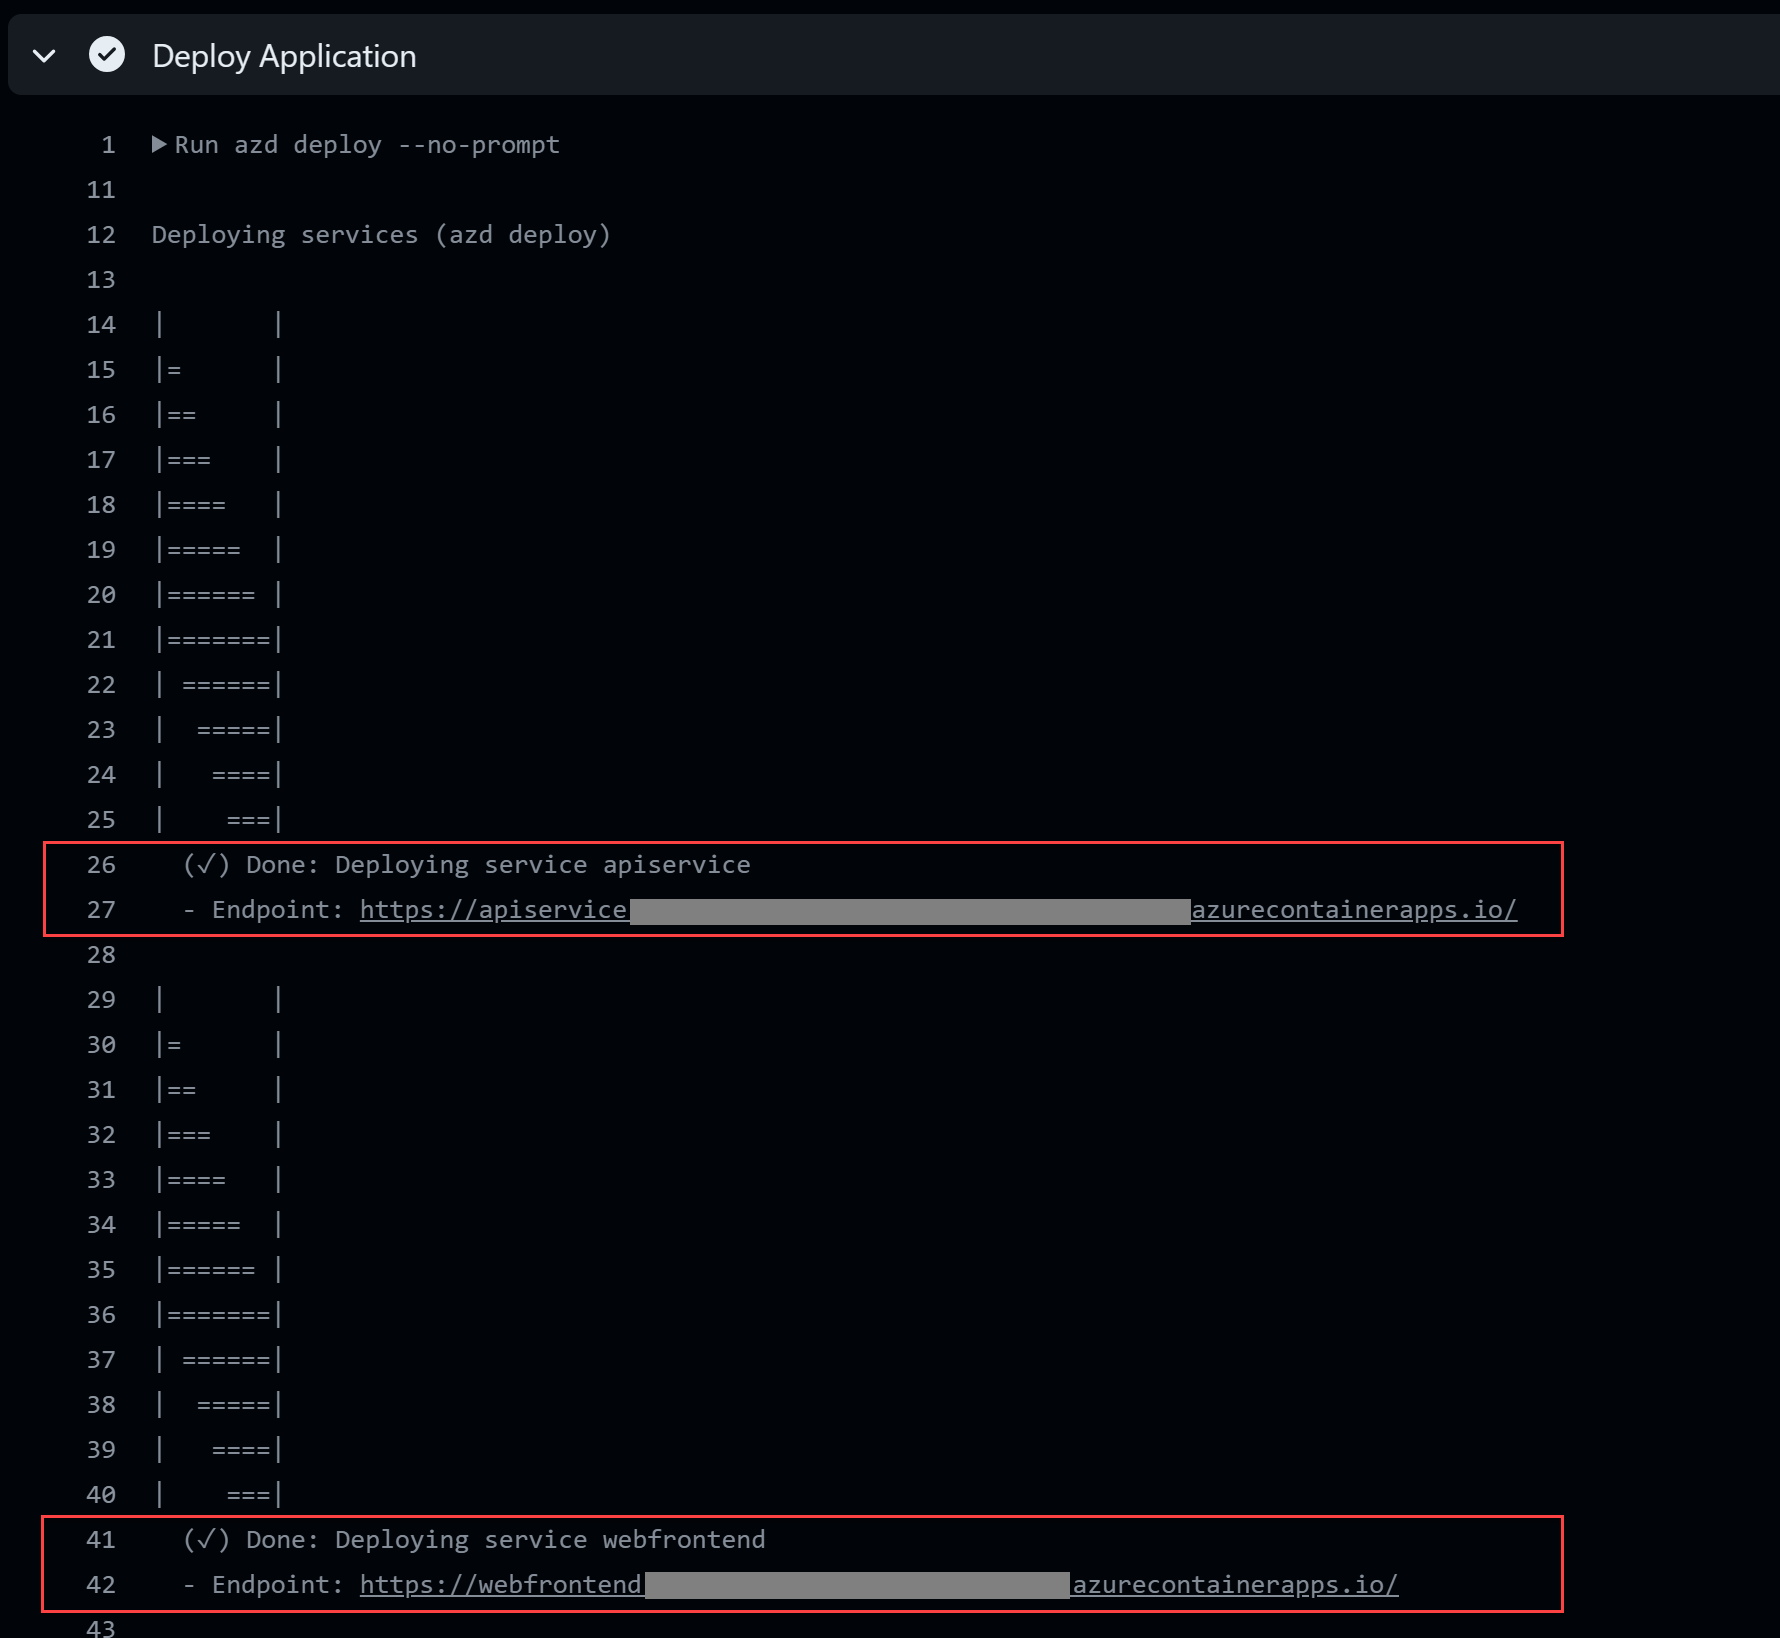 Deploy Application
1 Run azd deploy --no-prompt
11
12 Deploying services (azd deploy)
13
14 |       |
15 |=      |
16 |==     |
17 |===    |
18 |====   |
19 |=====  |
20 |====== |
21 |=======|
22 | ======|
23 |  =====|
24 |   ====|
25 |    ===|
26   (✓) Done: Deploying service apiservice
27   - Endpoint: https://apiservice azurecontainerapps.io/
28
29 |       |
30 |=      |
31 |==     |
32 |===    |
33 |====   |
34 |=====  |
35 |====== |
36 |=======|
37 | ======|
38 |  =====|
39 |   ====|
40 |    ===|
41   (✓) Done: Deploying service webfrontend
42   - Endpoint: https://webfrontend azurecontainerapps.io/
43